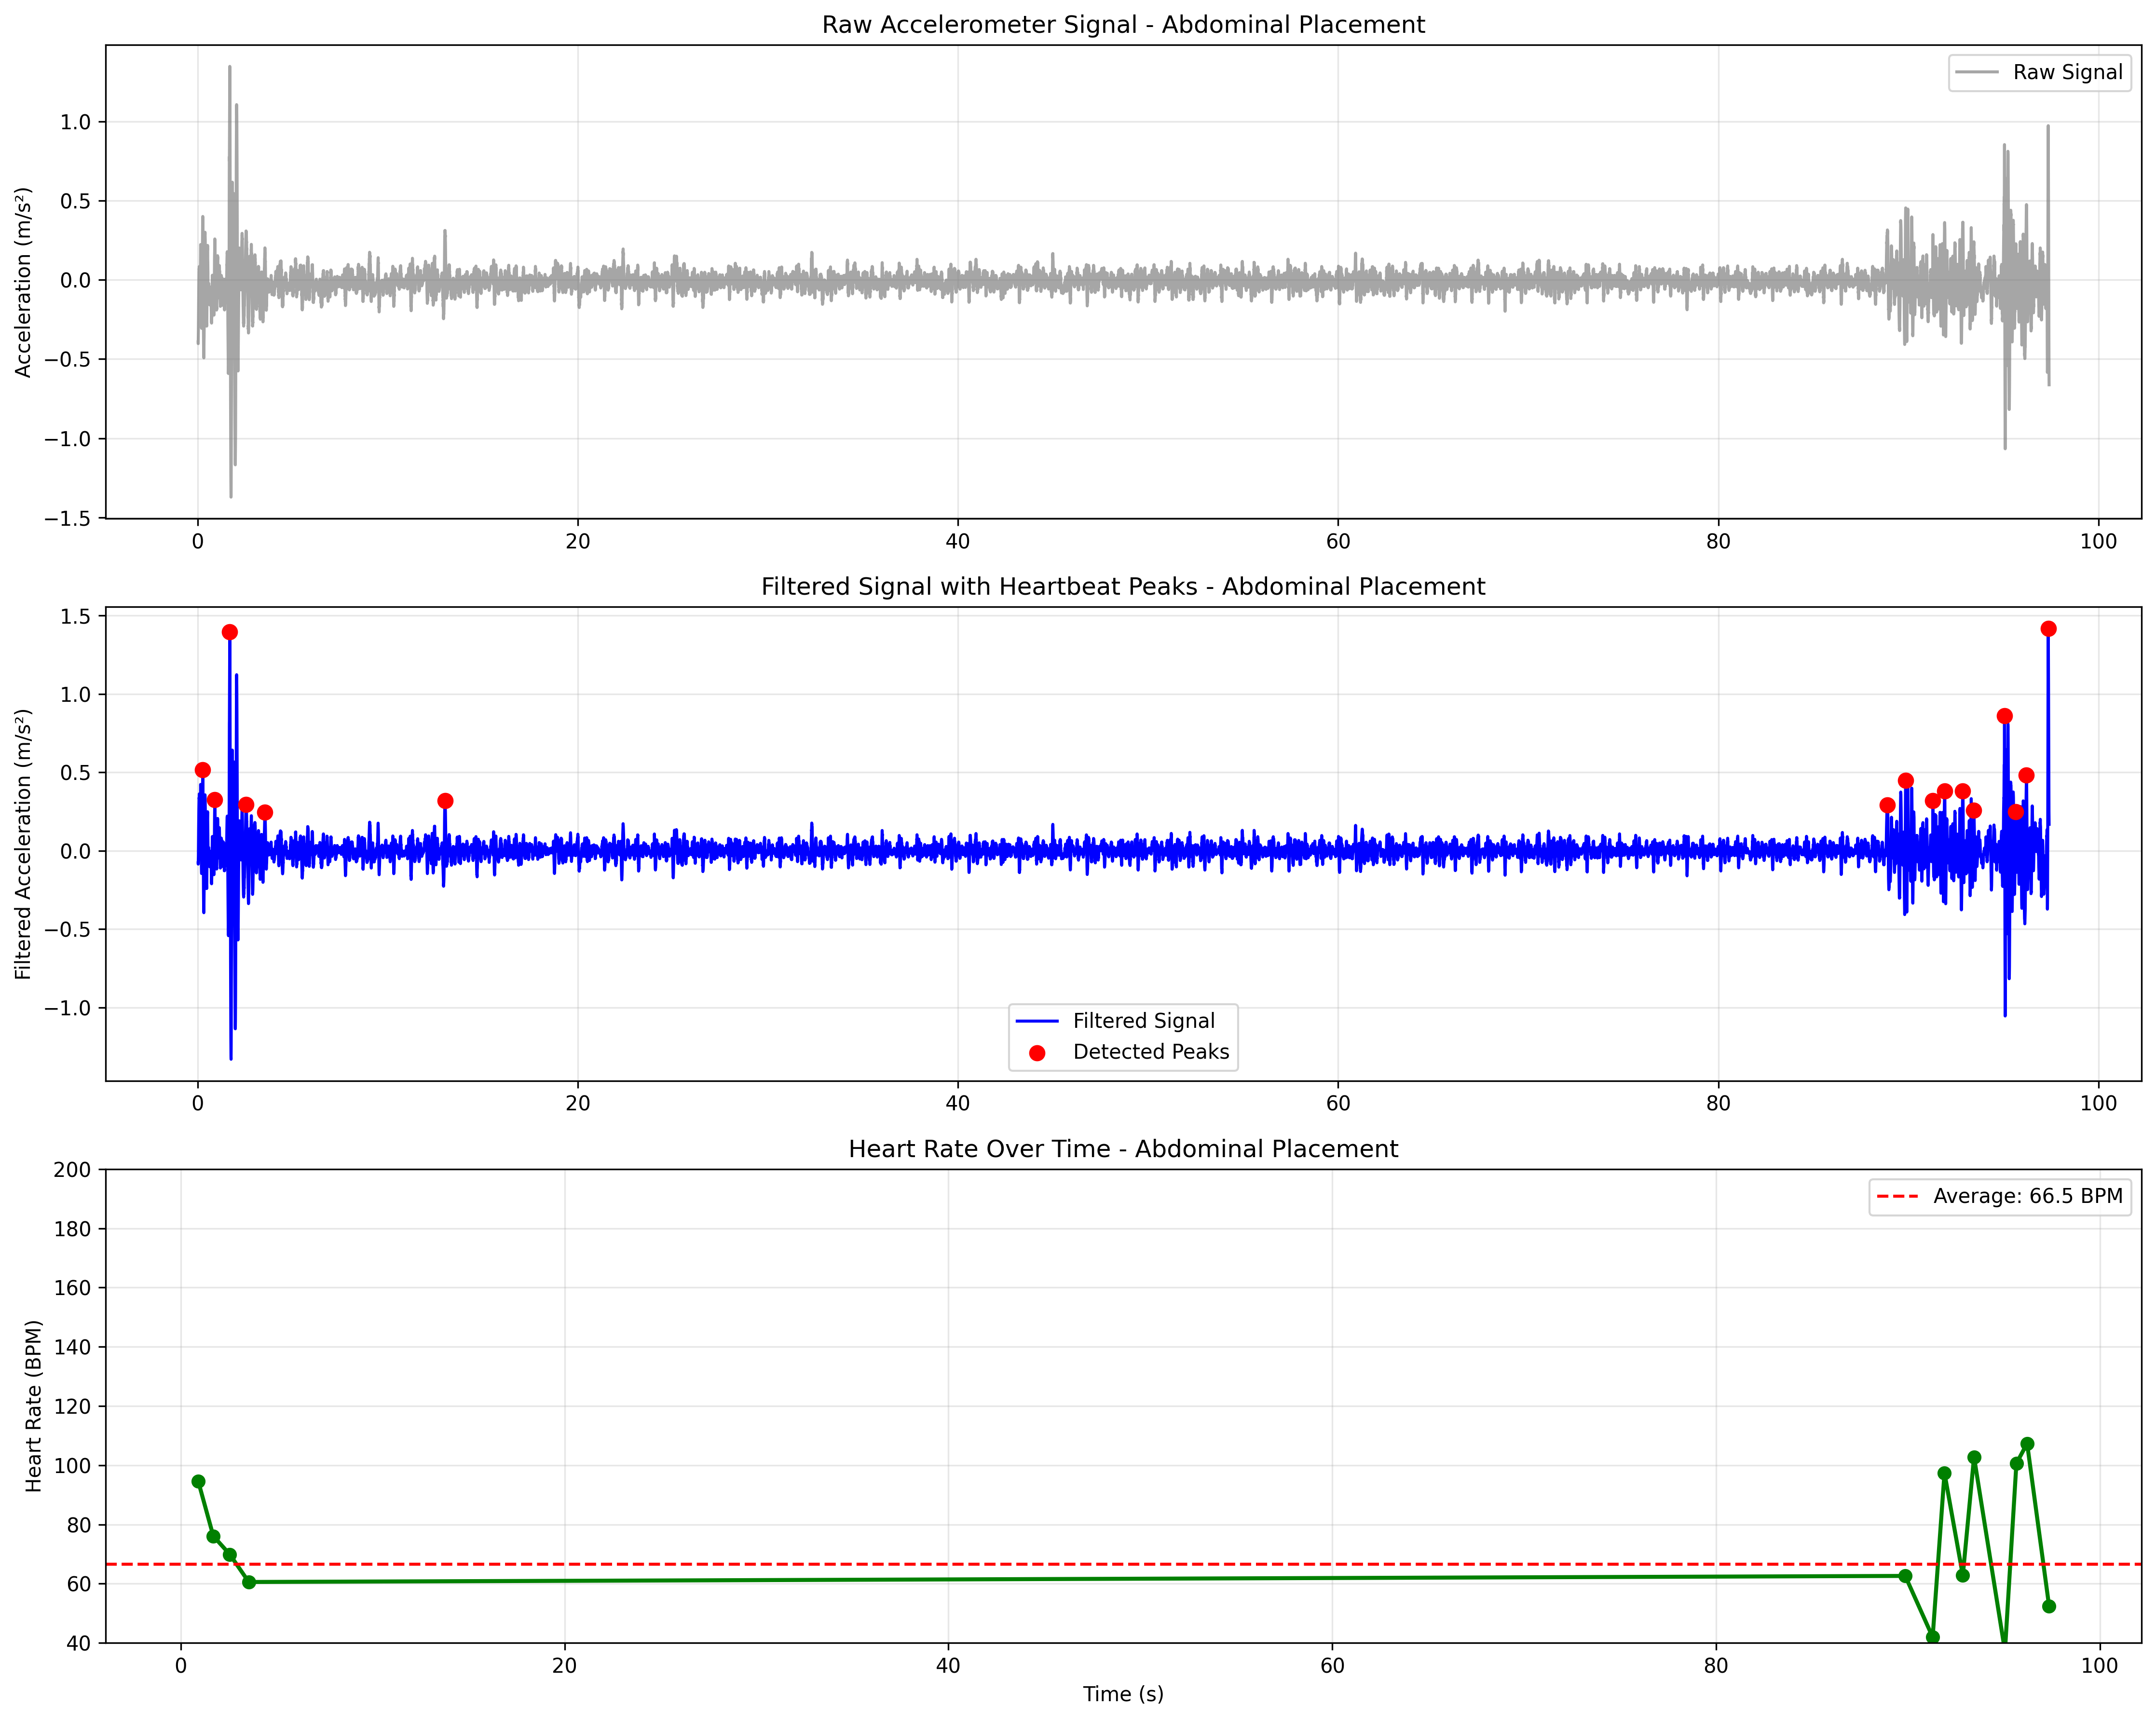 Raw Accelerometer Signal - Abdominal Placement
Raw Signal
Acceleration (m/s²)
1.0
0.5
0.0
−0.5
−1.0
−1.5
0 20 40 60 80 100
Filtered Signal with Heartbeat Peaks - Abdominal Placement
Filtered Acceleration (m/s²)
1.5
1.0
0.5
0.0
−0.5
−1.0
Filtered Signal
Detected Peaks
0 20 40 60 80 100
Heart Rate Over Time - Abdominal Placement
Average: 66.5 BPM
Heart Rate (BPM)
200
180
160
140
120
100
80
60
40
0 20 40 60 80 100
Time (s)